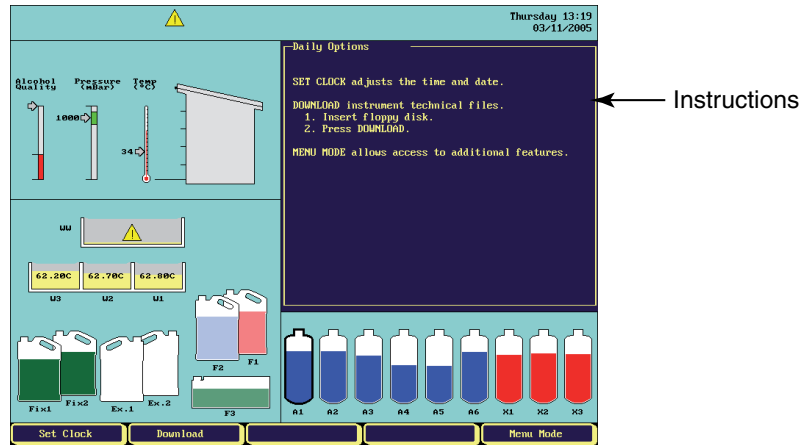 Thursday 13:19
03/11/2005
Daily Options
SET CLOCK adjusts the time and date.
DOWNLOAD instrument technical files.
1. Insert floppy disk.
2. Press DOWNLOAD.
MENU MODE allows access to additional features.
Instructions
Alcohol Quality
Pressure (mBar)
Temp (°C)
1000
34
WW
62.20C 62.70C 62.80C
W3 W2 W1
F2 F1
Fix1 Fix2 Ex.1 Ex.2 F3
A1 A2 A3 A4 A5 A6 X1 X2 X3
Set Clock Download Menu Mode